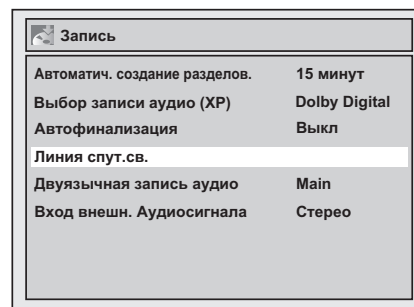 Запись
Автоматич. создание разделов. 15 минут
Выбор записи аудио (XP) Dolby Digital
Автофинализация Выкл
Линия спут.св.
Двуязычная запись аудио Main
Вход внешн. Аудиосигнала Стерео